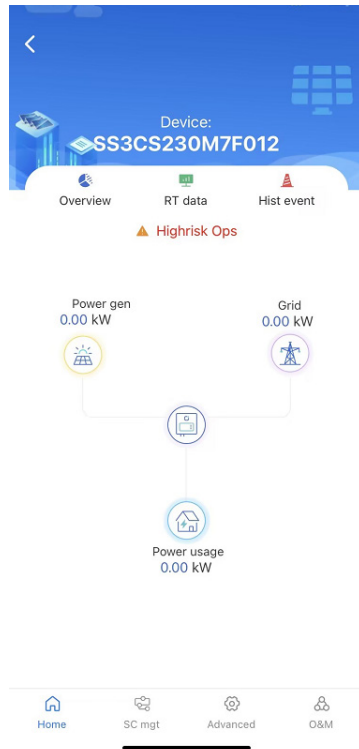 Device:
SS3CS230M7F012
Overview RT data Hist event
Highrisk Ops
Power gen Grid
0.00 kW 0.00 kW
Power usage
0.00 kW
Home SC mgt Advanced O&M